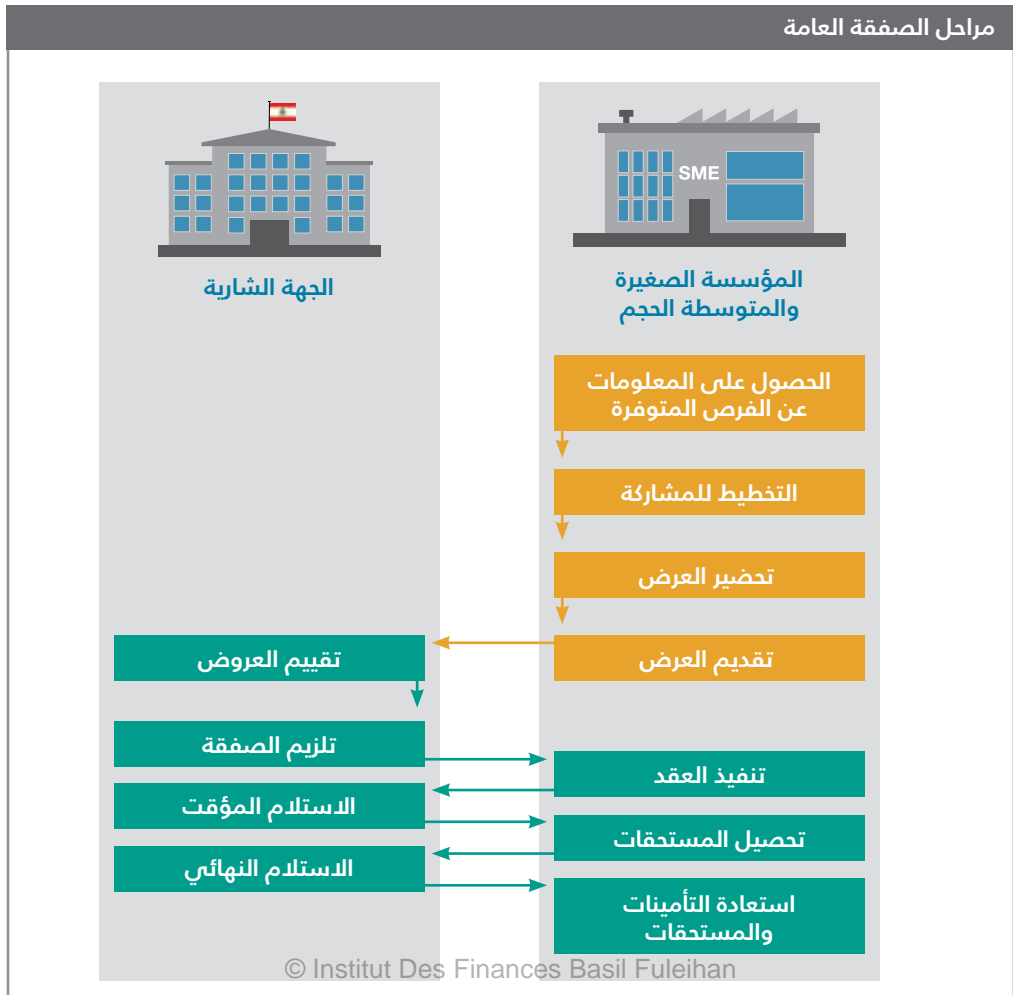 مراحل الصفقة العامة
SME
المؤسسة الصغيرة
والمتوسطة الحجم
الجهة الشارية
الحصول على المعلومات
عن الفرص المتوفرة
التخطيط للمشاركة
تحضير العرض
تقديم العرض
تقييم العروض
تلزيم الصفقة
تنفيذ العقد
الاستلام المؤقت
تحصيل المستحقات
الاستلام النهائي
استعادة التأمينات
والمستحقات
© Institut Des Finances Basil Fuleihan